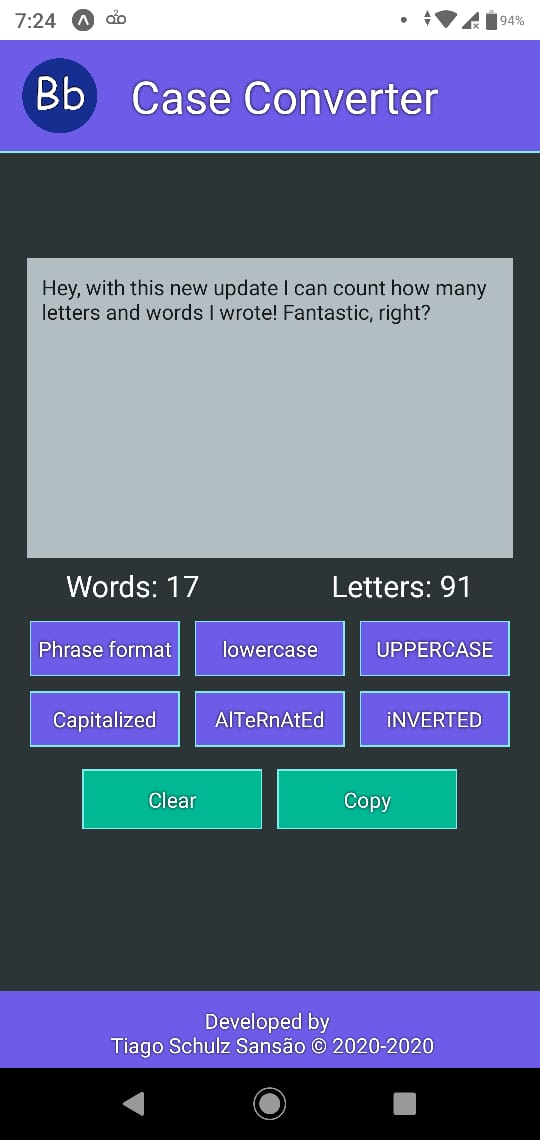 7:24
94%
Bb
Case Converter
Hey, with this new update I can count how many
letters and words I wrote! Fantastic, right?
Words: 17
Letters: 91
Phrase format
lowercase
UPPERCASE
Capitalized
AlTeRnAtEd
iNVERTED
Clear
Copy
Developed by
Tiago Schulz Sansão © 2020-2020